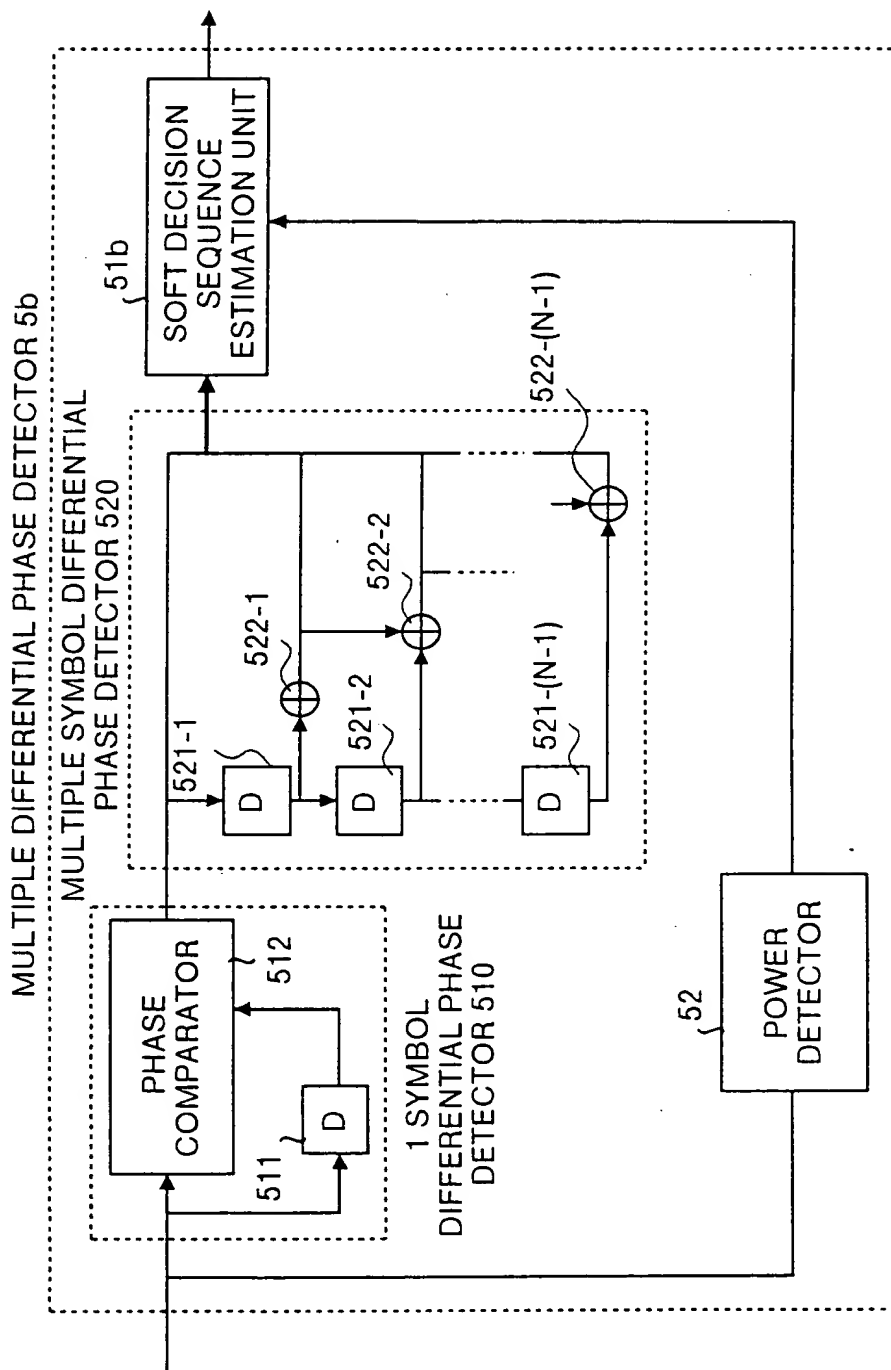 MULTIPLE DIFFERENTIAL PHASE DETECTOR 5b
MULTIPLE SYMBOL DIFFERENTIAL
PHASE DETECTOR 520
PHASE
COMPARATOR
512
511
D
1 SYMBOL
DIFFERENTIAL PHASE
DETECTOR 510
521-1
D
522-1
521-2
D
522-2
521-(N-1)
D
522-(N-1)
51b
SOFT DECISION
SEQUENCE
ESTIMATION UNIT
52
POWER
DETECTOR